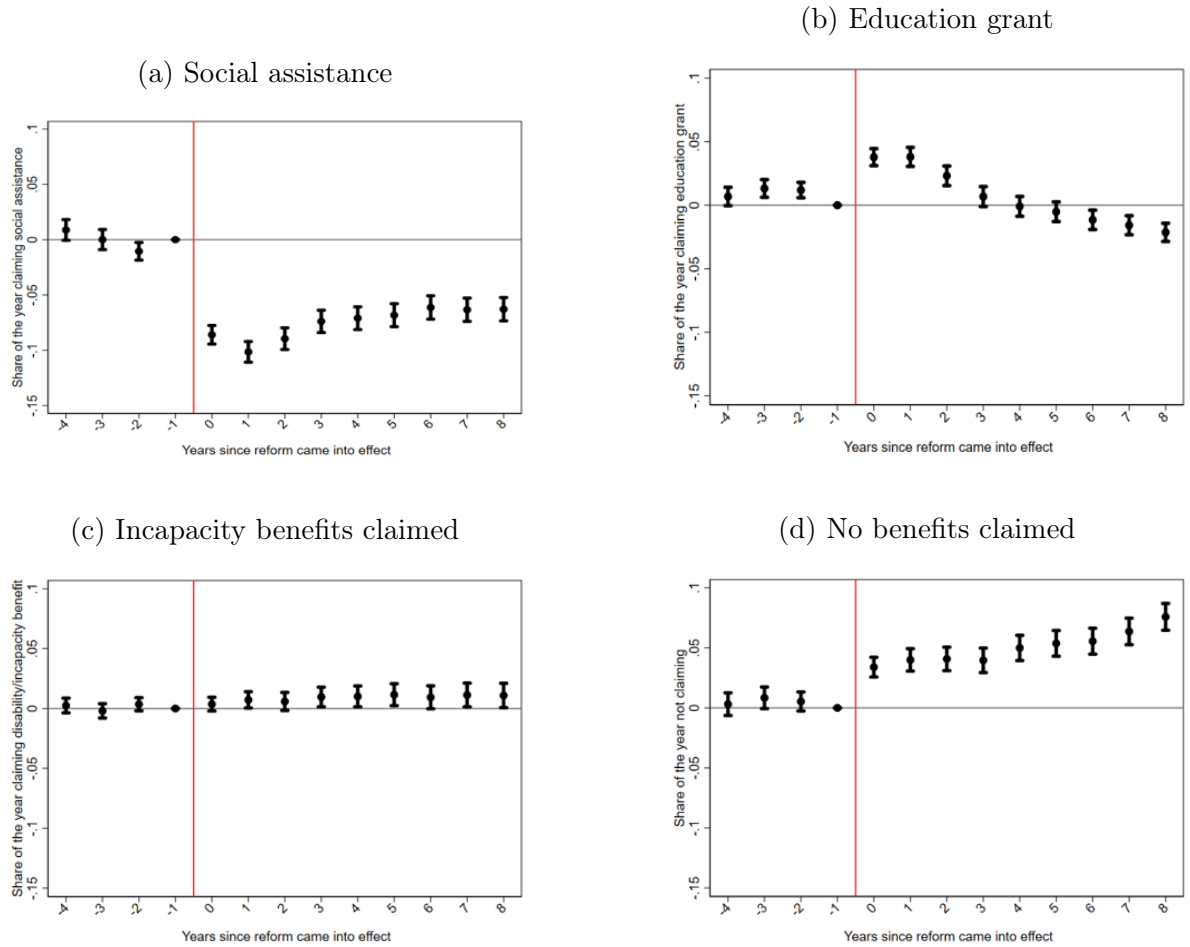 (a) Social assistance
Share of the year claiming social assistance
.1
.05
0
-.05
-.1
-.15
-4 -3 -2 -1 0 1 2 3 4 5 6 7 8
Years since reform came into effect
(b) Education grant
Share of the year claiming education grant
.1
.05
0
-.05
-.1
-.15
-4 -3 -2 -1 0 1 2 3 4 5 6 7 8
Years since reform came into effect
(c) Incapacity benefits claimed
Share of the year claiming disability/incapacity benefit
.1
.05
0
-.05
-.1
-.15
-4 -3 -2 -1 0 1 2 3 4 5 6 7 8
Years since reform came into effect
(d) No benefits claimed
Share of the year not claiming
.1
.05
0
-.05
-.1
-.15
-4 -3 -2 -1 0 1 2 3 4 5 6 7 8
Years since reform came into effect